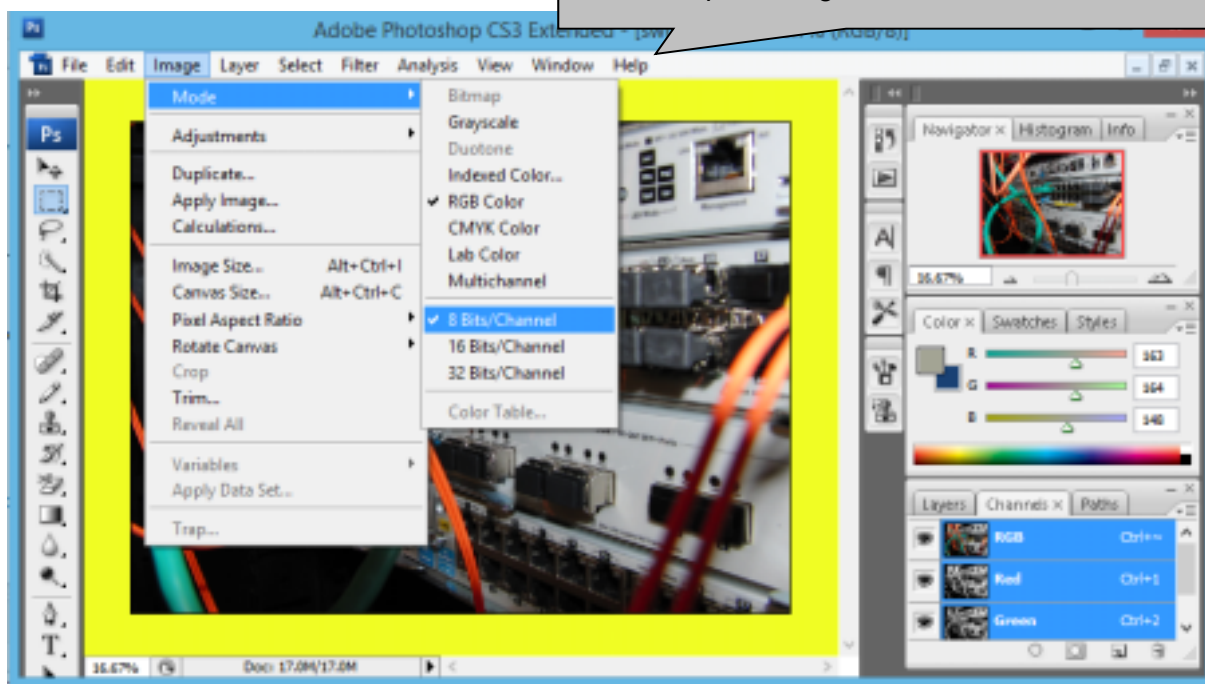 Ps
Adobe Photoshop CS3 Extended
File Edit Image Layer Select Filter Analysis View Window Help
Mode
Adjustments
Duplicate...
Apply Image...
Calculations...
Image Size... Alt+Ctrl+I
Canvas Size... Alt+Ctrl+C
Pixel Aspect Ratio
Rotate Canvas
Crop
Trim...
Reveal All
Variables
Apply Data Set...
Trap...
Bitmap
Grayscale
Duotone
Indexed Color...
✔ RGB Color
CMYK Color
Lab Color
Multichannel
✔ 8 Bits/Channel
16 Bits/Channel
32 Bits/Channel
Color Table...
Ps
T
16.67% Doc: 17.0M/17.0M
Navigator × Histogram Info
A
16.67%
Color × Swatches Styles
R 163
G 164
B 148
Layers Channels × Paths
RGB Ctrl+~
Red Ctrl+1
Green Ctrl+2